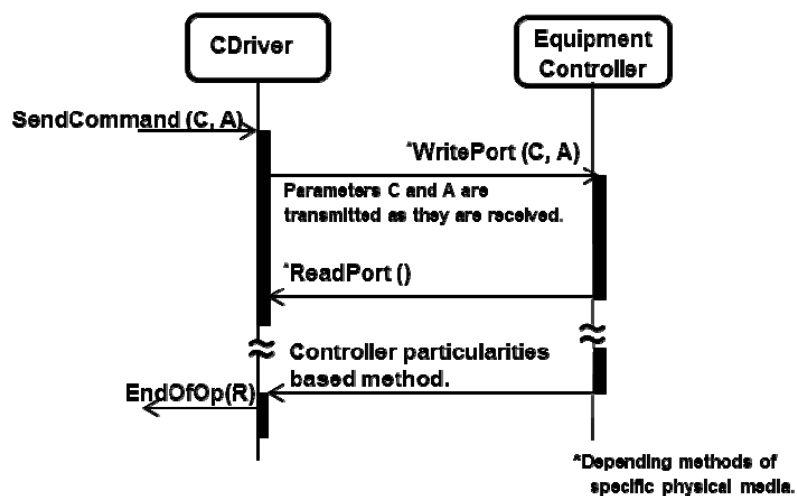 CDriver
Equipment
Controller
SendCommand (C, A)
*WritePort (C, A)
Parameters C and A are
transmitted as they are received.
*ReadPort ()
Controller particularities
based method.
EndOfOp(R)
*Depending methods of
specific physical media.